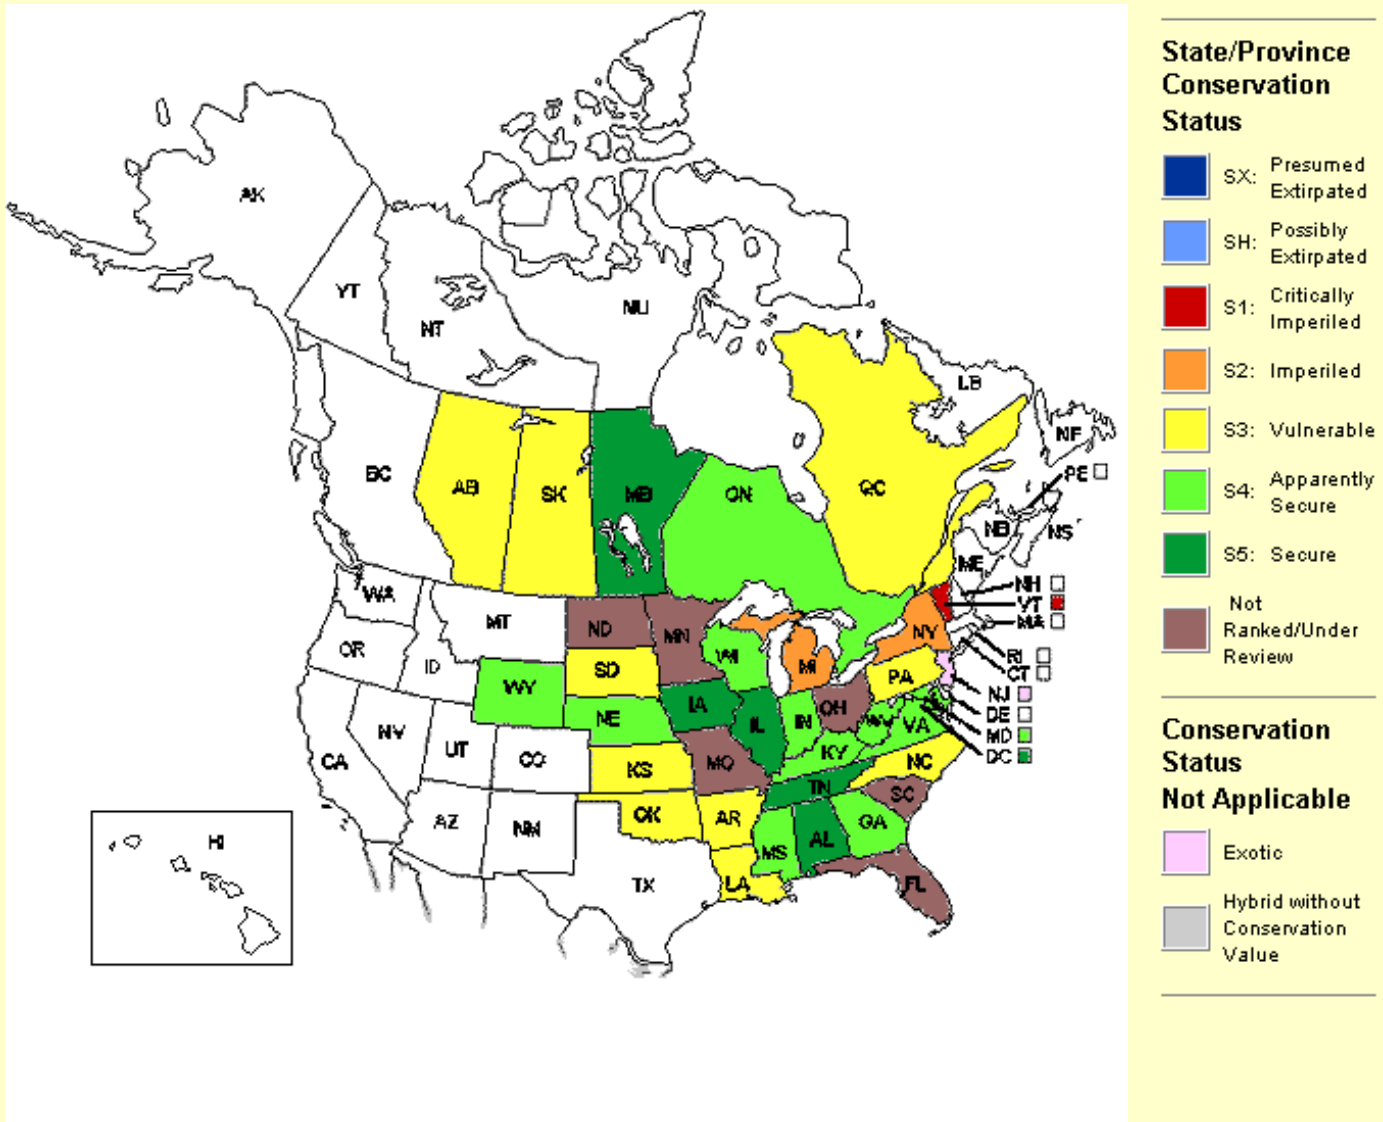 AK
YT
NT
NU
BC
AB
SK
MB
ON
QC
LB
NF
PE
NB
NS
ME
NH
VT
MA
RI
CT
NJ
DE
MD
DC
WA
OR
ID
MT
ND
MN
WI
MI
NY
PA
SD
WY
NE
IA
IL
IN
OH
WV
VA
KY
NV
UT
CO
CA
KS
MO
TN
NC
SC
AZ
NM
OK
AR
MS
AL
GA
TX
LA
FL
HI
State/Province
Conservation
Status
SX: Presumed
Extirpated
SH: Possibly
Extirpated
S1: Critically
Imperiled
S2: Imperiled
S3: Vulnerable
S4: Apparently
Secure
S5: Secure
Not
Ranked/Under
Review
Conservation
Status
Not Applicable
Exotic
Hybrid without
Conservation
Value